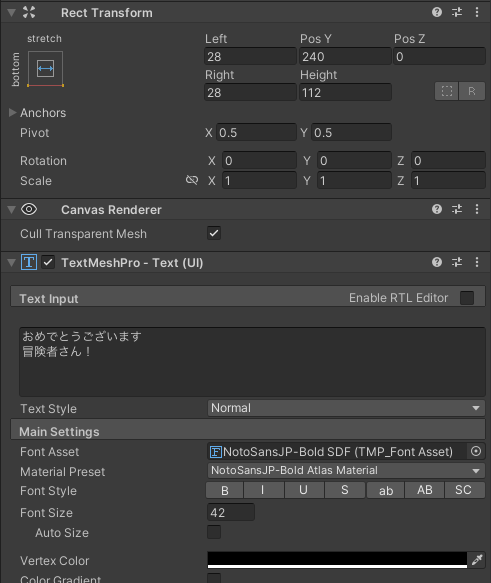 Rect Transform
stretch
bottom
Left Pos Y Pos Z
28 240 0
Right Height
28 112
R
Anchors
Pivot X 0.5 Y 0.5
Rotation X 0 Y 0 Z 0
Scale X 1 Y 1 Z 1
Canvas Renderer
Cull Transparent Mesh
T TextMeshPro - Text (UI)
Text Input Enable RTL Editor
おめでとうございます
冒険者さん！
Text Style Normal
Main Settings
Font Asset F NotoSansJP-Bold SDF (TMP_Font Asset)
Material Preset NotoSansJP-Bold Atlas Material
Font Style B I U S ab AB SC
Font Size 42
Auto Size
Vertex Color
Color Gradient